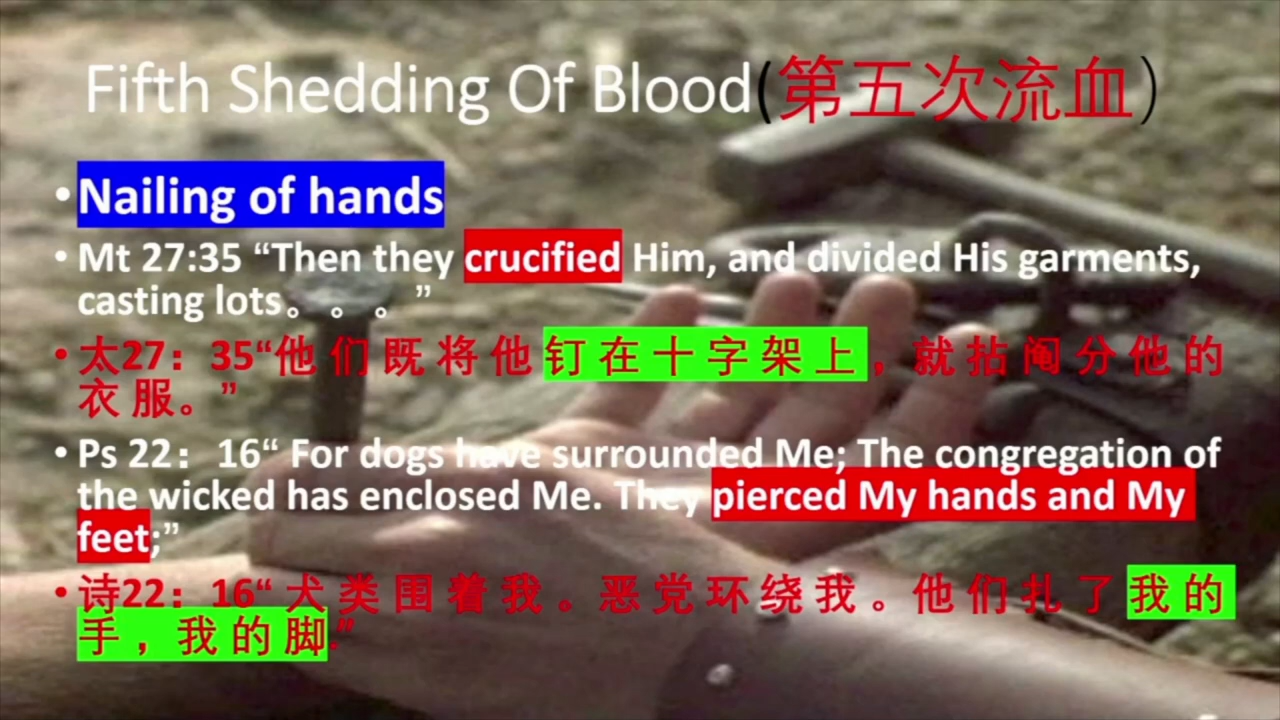 Fifth Shedding Of Blood(第五次流血)
•Nailing of hands
•Mt 27:35 “Then they crucified Him, and divided His garments,
casting lots。。。”
•太27：35“他 们 既 将 他 钉 在 十 字 架 上 ，就 拈 阄 分 他 的
衣 服。”
•Ps 22：16“ For dogs have surrounded Me; The congregation of
the wicked has enclosed Me. They pierced My hands and My
feet;”
•诗22：16“ 犬 类 围 着 我 。恶 党 环 绕 我 。他 们 扎 了 我 的
手 ，我 的 脚.”